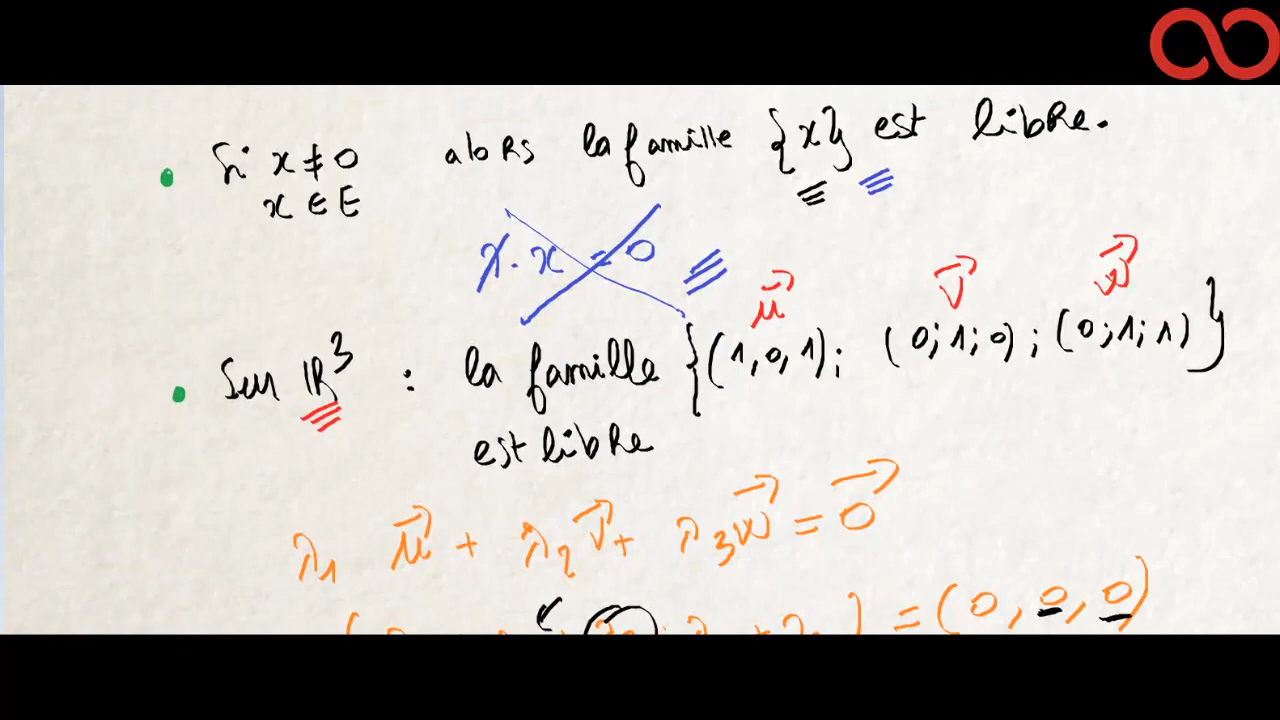 Si x ≠ 0 alors la famille {x} est libre.
x ∈ E
λ. x = 0
u⃗ v⃗ w⃗
Sur ℝ³ : la famille {(1, 0, 1); (0; 1; 0); (0; 1; 1)}
est libre
λ₁ u⃗ + λ₂ v⃗ + λ₃ w⃗ = 0⃗
= (0, 0, 0)